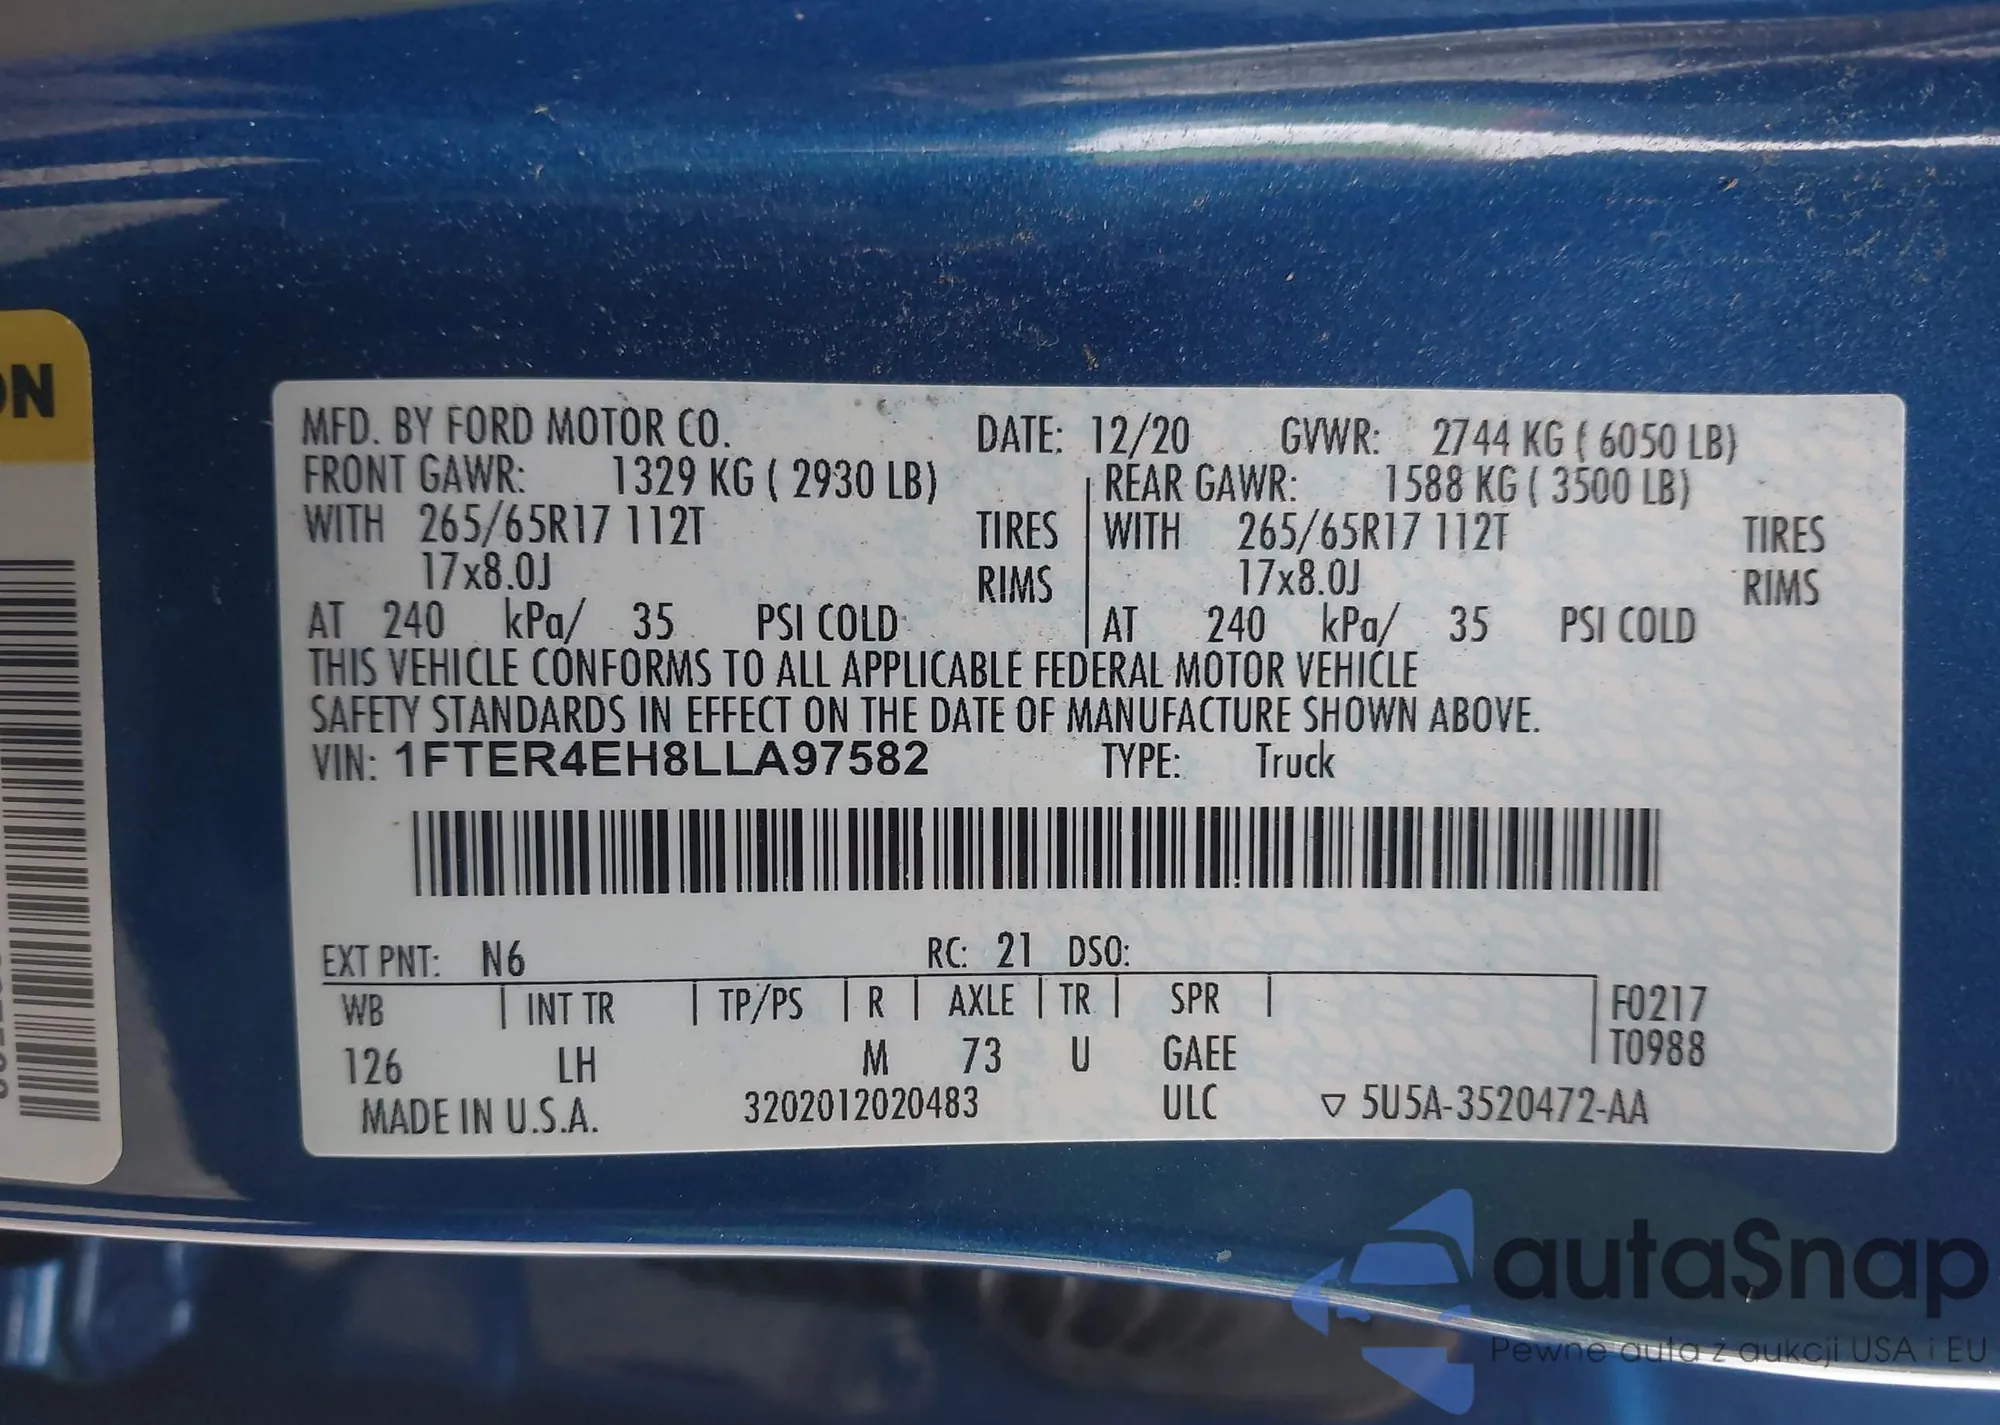 ON
MFD. BY FORD MOTOR CO. DATE: 12/20 GVWR: 2744 KG ( 6050 LB)
FRONT GAWR: 1329 KG ( 2930 LB) REAR GAWR: 1588 KG ( 3500 LB)
WITH 265/65R17 112T TIRES WITH 265/65R17 112T TIRES
17x8.0J RIMS 17x8.0J RIMS
AT 240 kPa/ 35 PSI COLD AT 240 kPa/ 35 PSI COLD
THIS VEHICLE CONFORMS TO ALL APPLICABLE FEDERAL MOTOR VEHICLE
SAFETY STANDARDS IN EFFECT ON THE DATE OF MANUFACTURE SHOWN ABOVE.
VIN: 1FTER4EH8LLA97582 TYPE: Truck
EXT PNT: N6 RC: 21 DSO:
WB INT TR TP/PS R AXLE TR SPR F0217
126 LH M 73 U GAEE T0988
MADE IN U.S.A. 3202012020483 ULC ▽ 5U5A-3520472-AA
autaSnap
Pewne auta z aukcji USA i EU